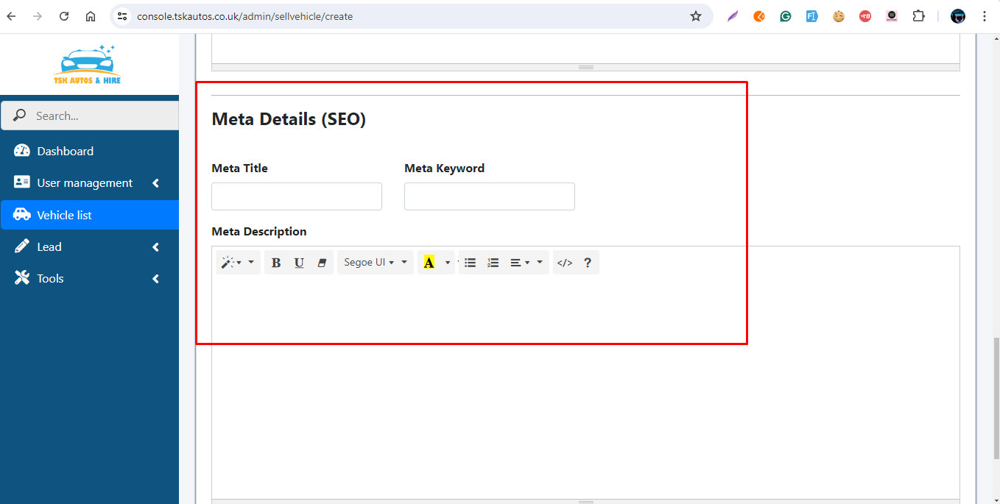 console.tskautos.co.uk/admin/sellvehicle/create
TSK AUTOS & HIRE
Search...
Dashboard
User management
Vehicle list
Lead
Tools
Meta Details (SEO)
Meta Title
Meta Keyword
Meta Description
B U Segoe UI A </> ?